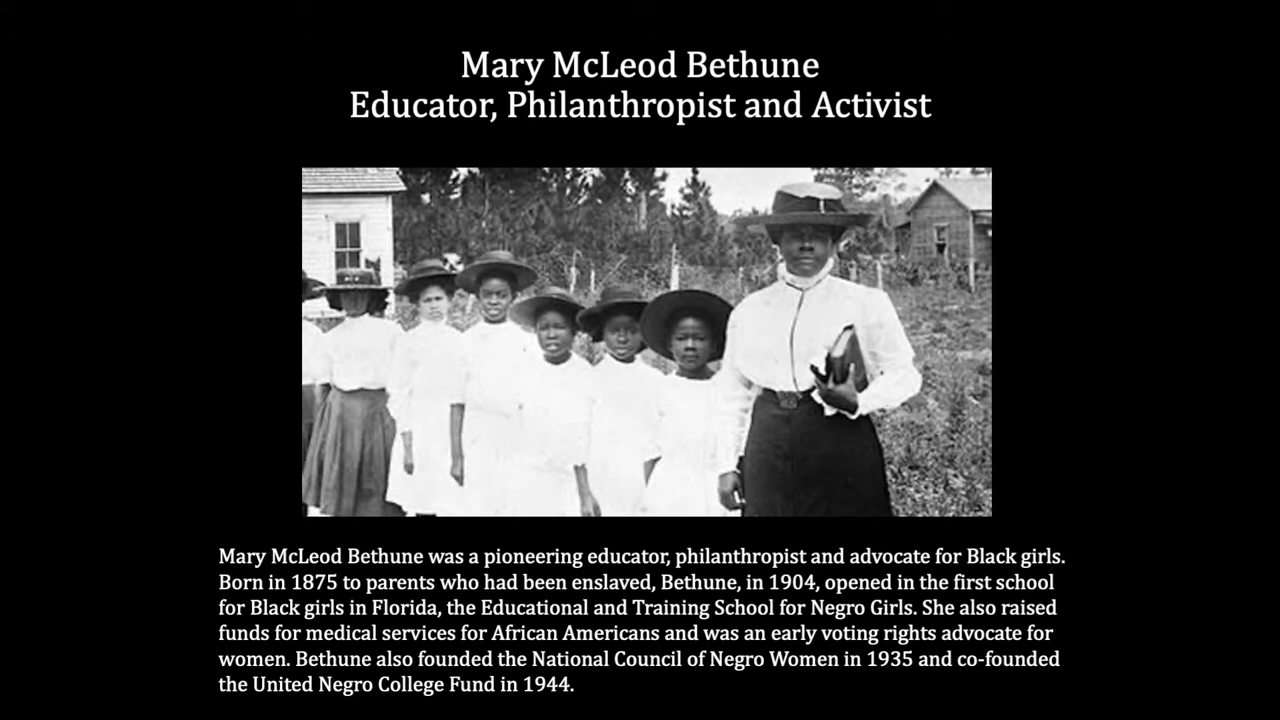 Mary McLeod Bethune
Educator, Philanthropist and Activist
Mary McLeod Bethune was a pioneering educator, philanthropist and advocate for Black girls.
Born in 1875 to parents who had been enslaved, Bethune, in 1904, opened in the first school
for Black girls in Florida, the Educational and Training School for Negro Girls. She also raised
funds for medical services for African Americans and was an early voting rights advocate for
women. Bethune also founded the National Council of Negro Women in 1935 and co-founded
the United Negro College Fund in 1944.